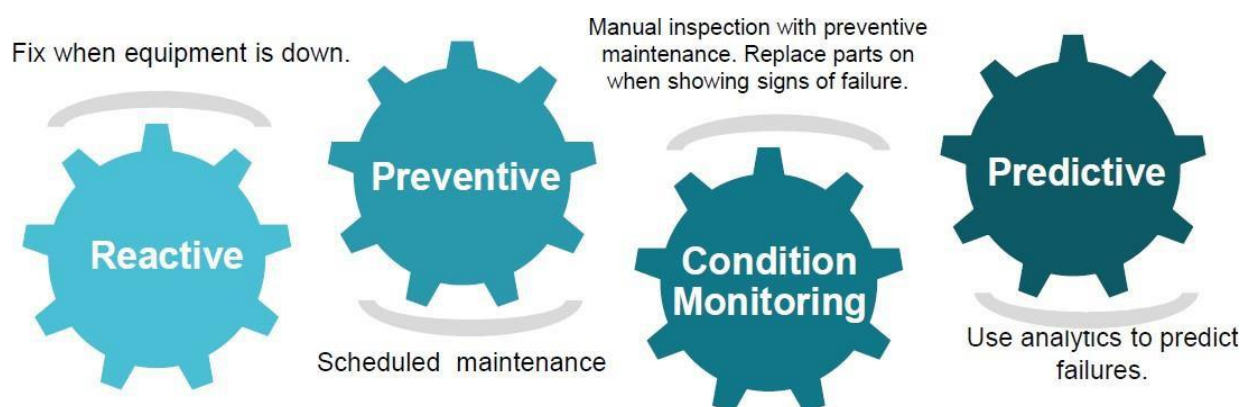 Fix when equipment is down.
Reactive
Preventive
Scheduled maintenance
Manual inspection with preventive
maintenance. Replace parts on
when showing signs of failure.
Condition
Monitoring
Predictive
Use analytics to predict
failures.